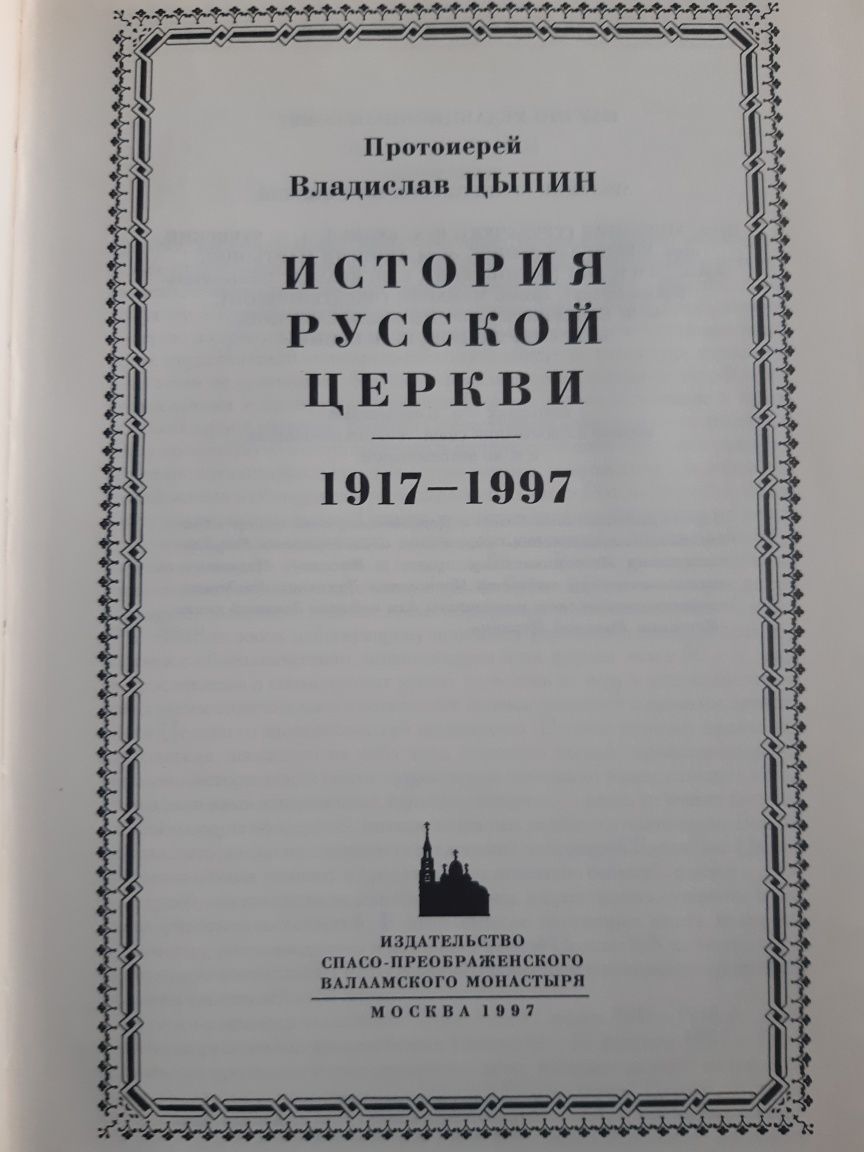 Протоиерей
Владислав ЦЫПИН
ИСТОРИЯ
РУССКОЙ
ЦЕРКВИ
1917—1997
ИЗДАТЕЛЬСТВО
СПАСО-ПРЕОБРАЖЕНСКОГО
ВАЛААМСКОГО МОНАСТЫРЯ
МОСКВА 1997